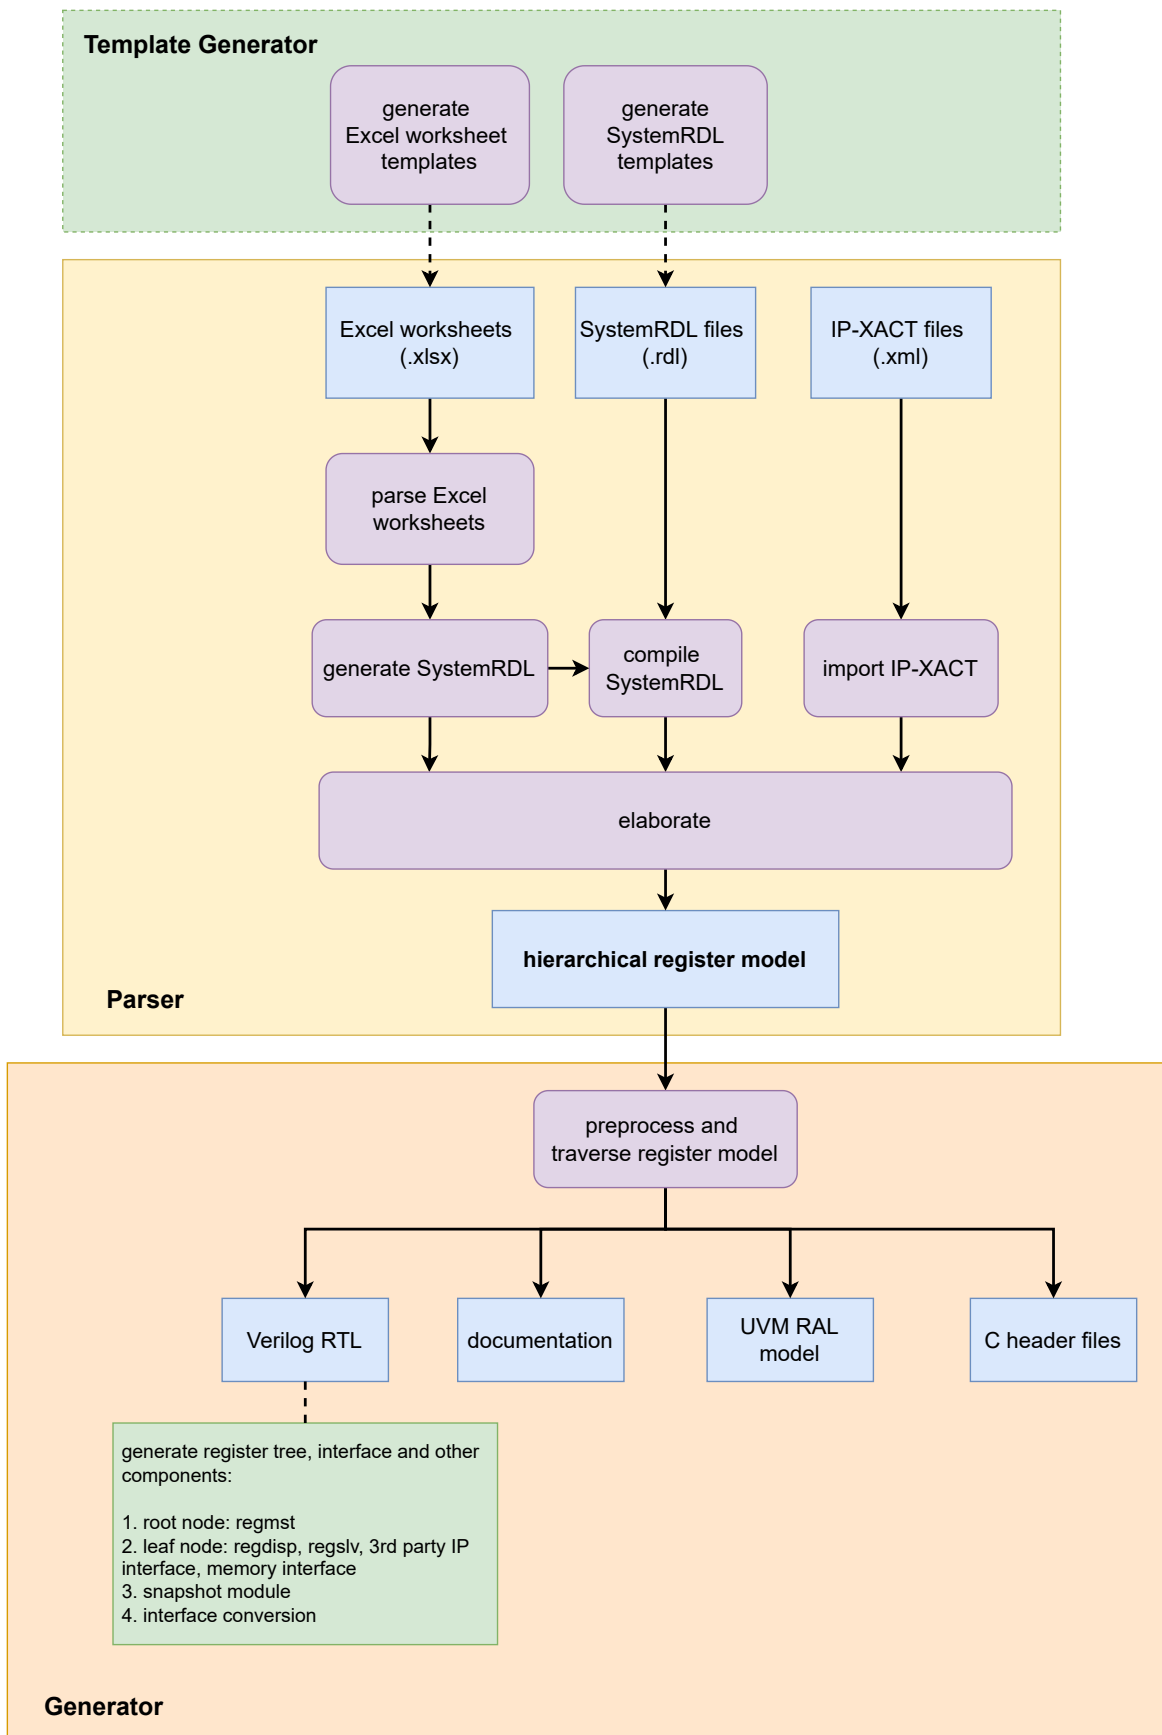 Template Generator
generate
Excel worksheet
templates
generate
SystemRDL
templates
Excel worksheets
(.xlsx)
SystemRDL files
(.rdl)
IP-XACT files
(.xml)
parse Excel
worksheets
generate SystemRDL
compile
SystemRDL
import IP-XACT
elaborate
hierarchical register model
Parser
preprocess and
traverse register model
Verilog RTL
documentation
UVM RAL
model
C header files
generate register tree, interface and other
components:
1. root node: regmst
2. leaf node: regdisp, regslv, 3rd party IP
interface, memory interface
3. snapshot module
4. interface conversion
Generator